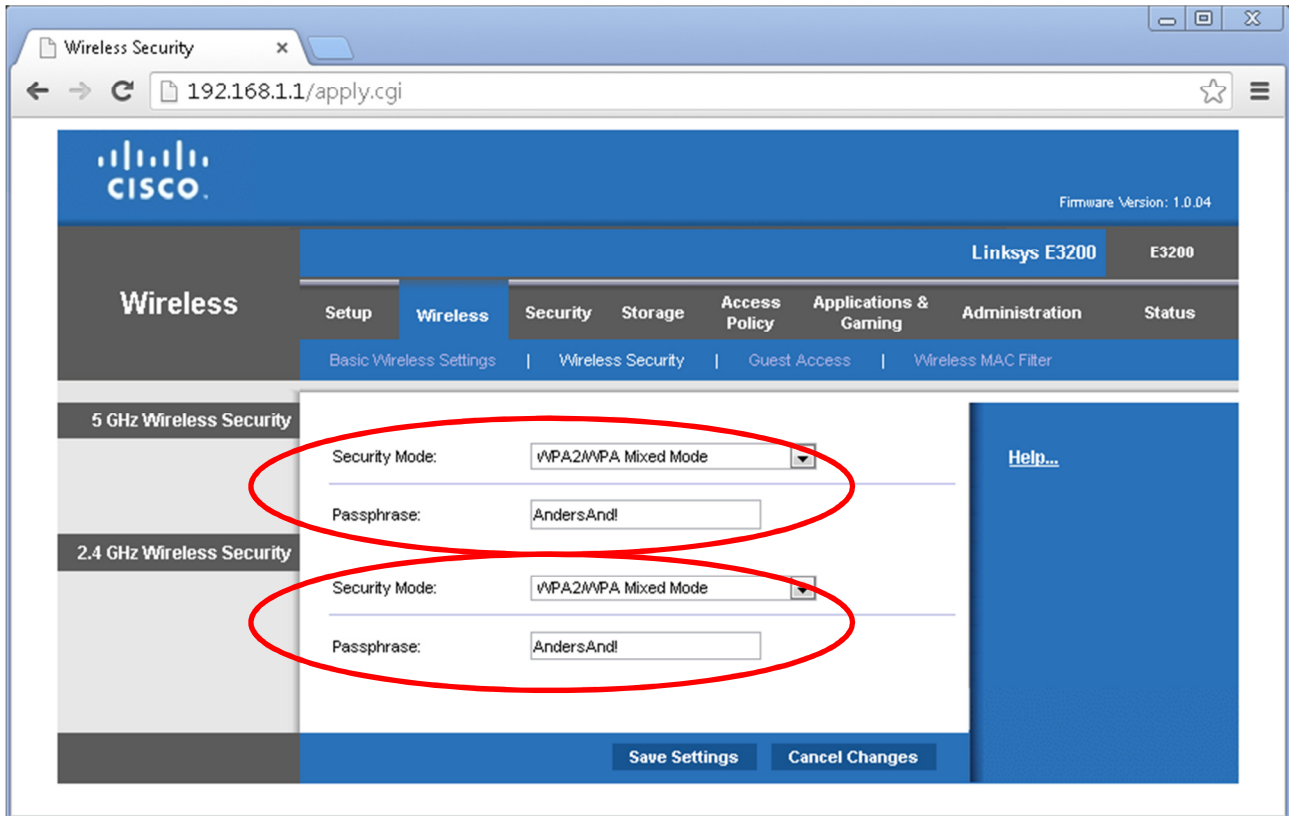 Wireless Security
192.168.1.1/apply.cgi
CISCO.
Firmware Version: 1.0.04
Linksys E3200 E3200
Wireless
Setup Wireless Security Storage Access Policy Applications & Gaming Administration Status
Basic Wireless Settings | Wireless Security | Guest Access | Wireless MAC Filter
5 GHz Wireless Security
Security Mode: WPA2/WPA Mixed Mode
Help...
Passphrase: AndersAnd!
2.4 GHz Wireless Security
Security Mode: WPA2/WPA Mixed Mode
Passphrase: AndersAnd!
Save Settings Cancel Changes